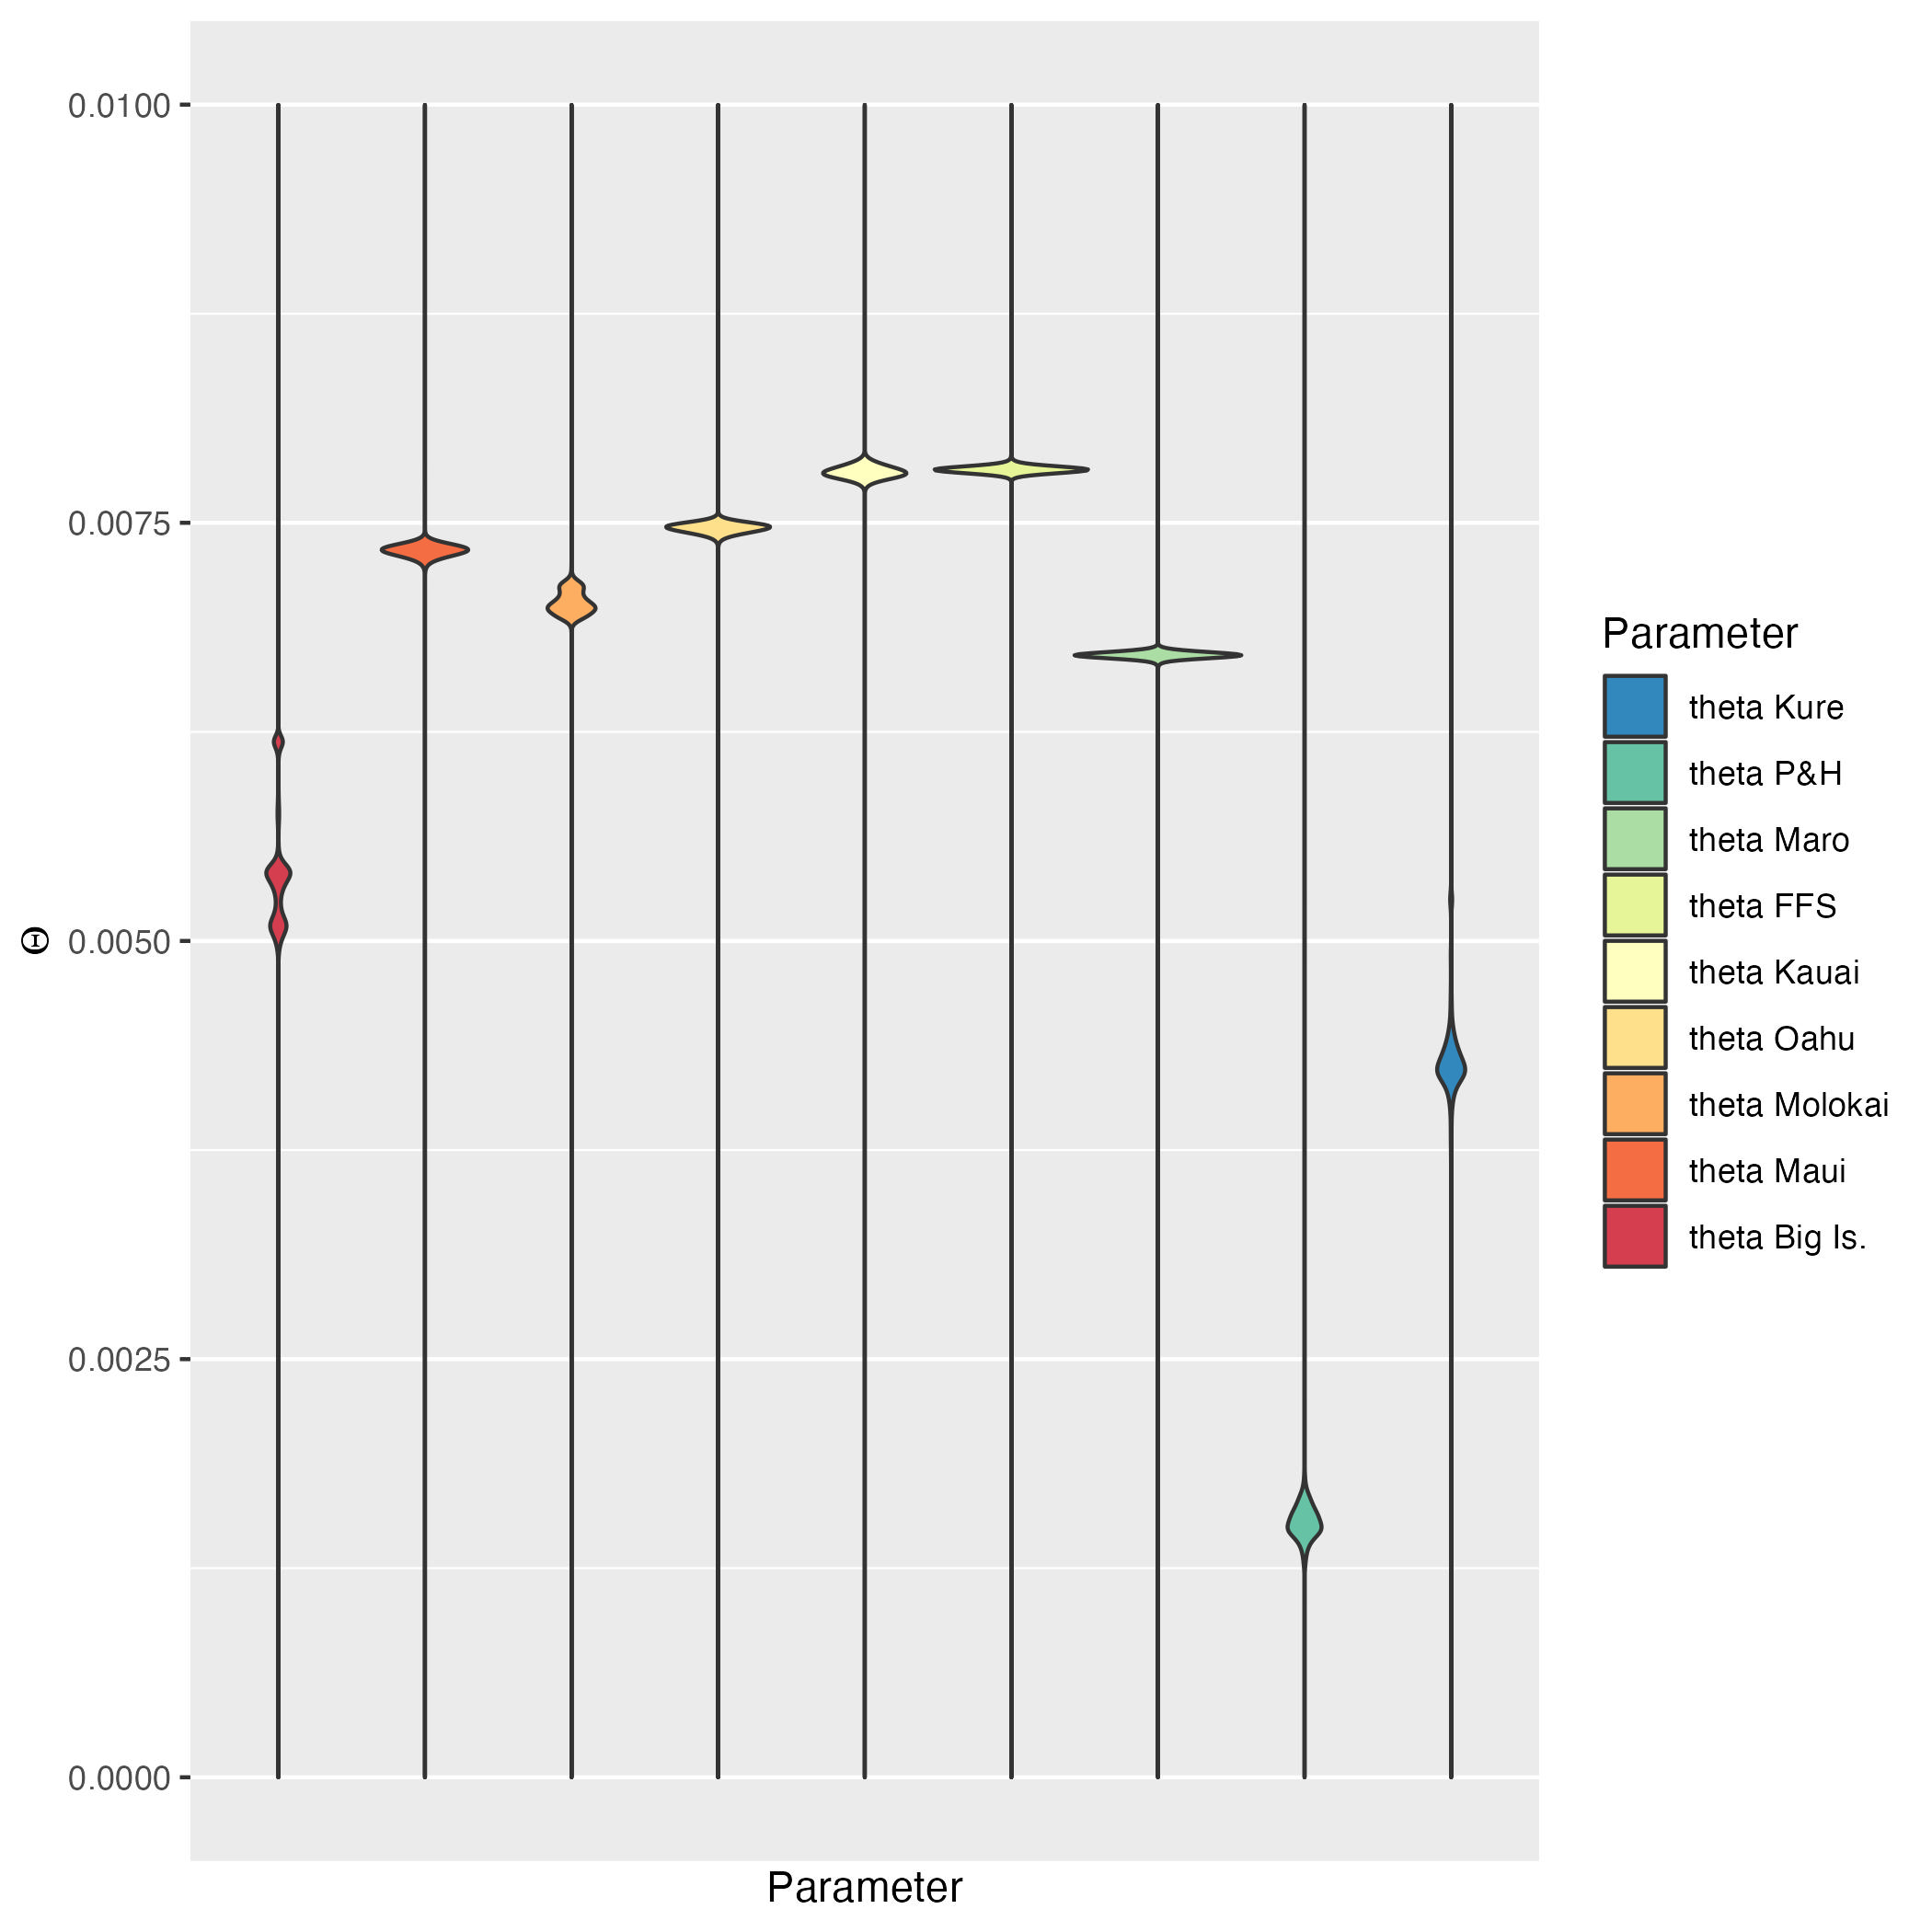 Θ
0.0100
0.0075
0.0050
0.0025
0.0000
Parameter
Parameter
theta Kure
theta P&H
theta Maro
theta FFS
theta Kauai
theta Oahu
theta Molokai
theta Maui
theta Big Is.